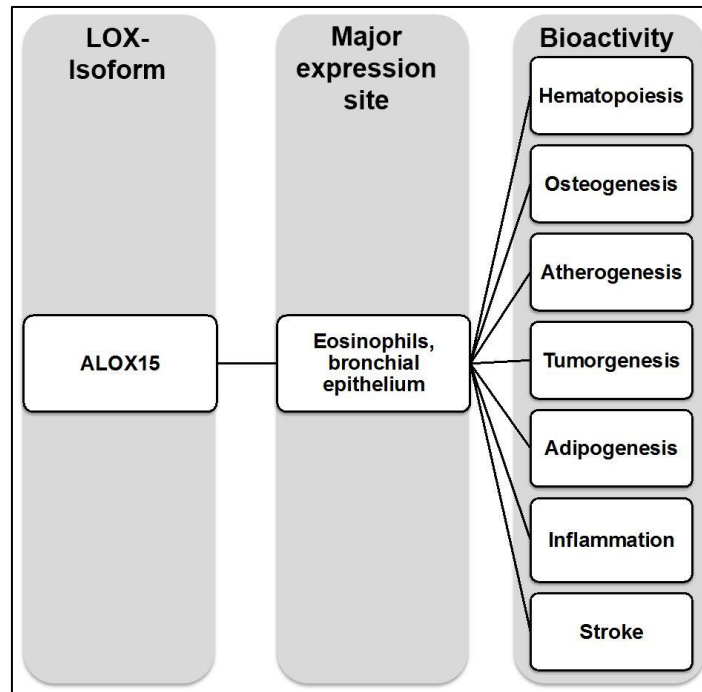 LOX-
Isoform
Major
expression
site
Bioactivity
ALOX15
Eosinophils,
bronchial
epithelium
Hematopoiesis
Osteogenesis
Atherogenesis
Tumorgenesis
Adipogenesis
Inflammation
Stroke